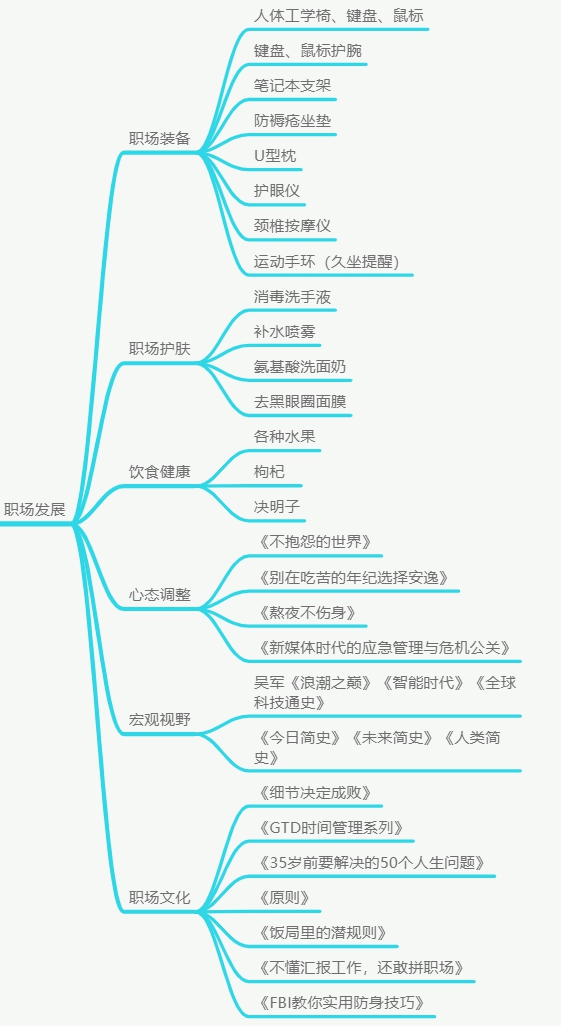 职场发展
职场装备
人体工学椅、键盘、鼠标
键盘、鼠标护腕
笔记本支架
防褥疮坐垫
U型枕
护眼仪
颈椎按摩仪
运动手环（久坐提醒）
职场护肤
消毒洗手液
补水喷雾
氨基酸洗面奶
去黑眼圈面膜
饮食健康
各种水果
枸杞
决明子
心态调整
《不抱怨的世界》
《别在吃苦的年纪选择安逸》
《熬夜不伤身》
《新媒体时代的应急管理与危机公关》
宏观视野
吴军《浪潮之巅》《智能时代》《全球
科技通史》
《今日简史》《未来简史》《人类简
史》
职场文化
《细节决定成败》
《GTD时间管理系列》
《35岁前要解决的50个人生问题》
《原则》
《饭局里的潜规则》
《不懂汇报工作，还敢拼职场》
《FBI教你实用防身技巧》